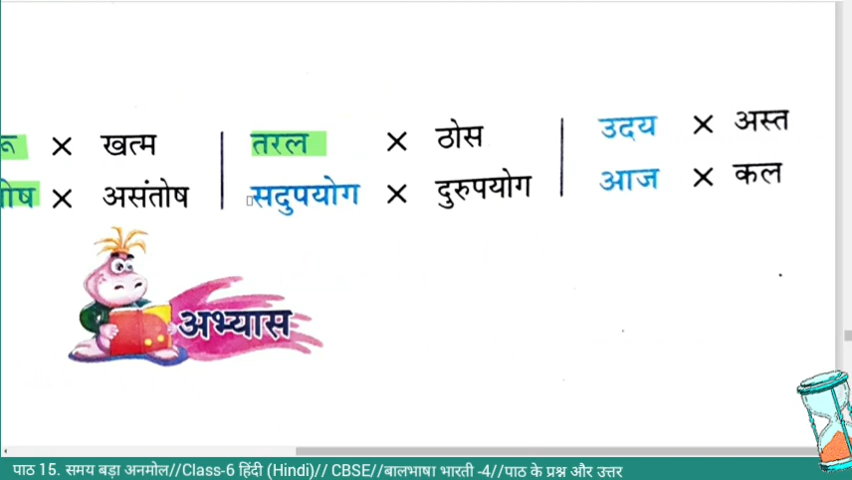 रू × खत्म | तरल × ठोस | उदय × अस्त
तोष × असंतोष | सदुपयोग × दुरुपयोग | आज × कल
अभ्यास
पाठ 15. समय बड़ा अनमोल//Class-6 हिंदी (Hindi)// CBSE//बालभाषा भारती -4//पाठ के प्रश्न और उत्तर